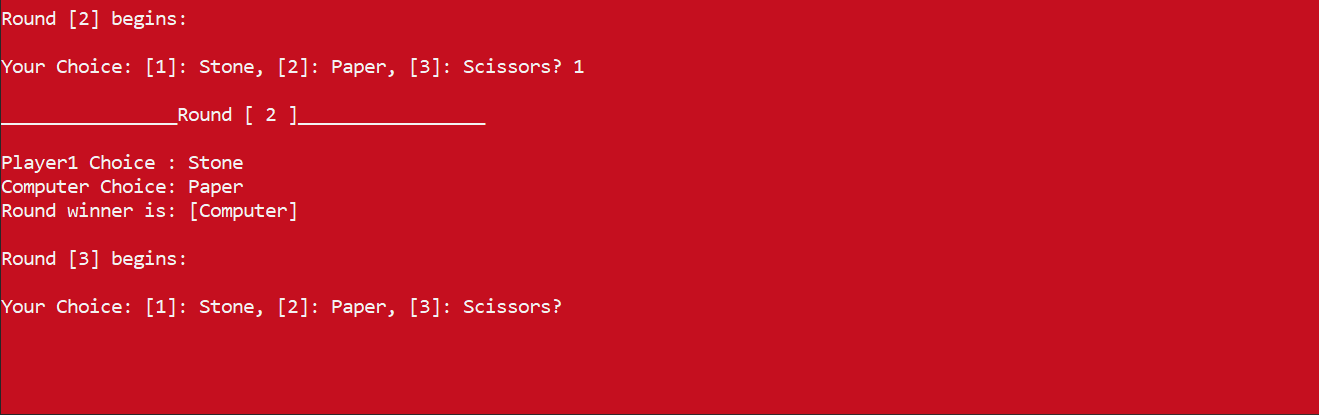 Round [2] begins:
Your Choice: [1]: Stone, [2]: Paper, [3]: Scissors? 1
________________Round [ 2 ]_________________
Player1 Choice : Stone
Computer Choice: Paper
Round winner is: [Computer]
Round [3] begins:
Your Choice: [1]: Stone, [2]: Paper, [3]: Scissors?